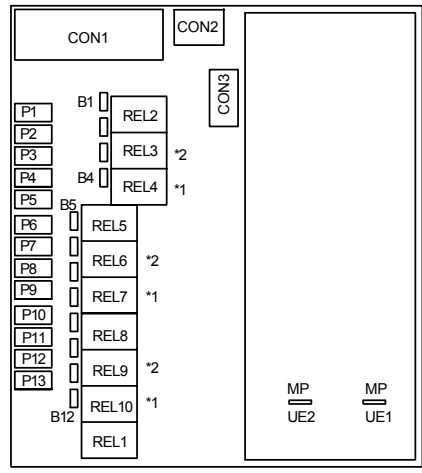 CON1
CON2
CON3
P1
P2
P3
P4
P5
P6
P7
P8
P9
P10
P11
P12
P13
B1
B4
B5
B12
REL2
REL3 *2
REL4 *1
REL5
REL6 *2
REL7 *1
REL8
REL9 *2
REL10 *1
REL1
MP MP
UE2 UE1